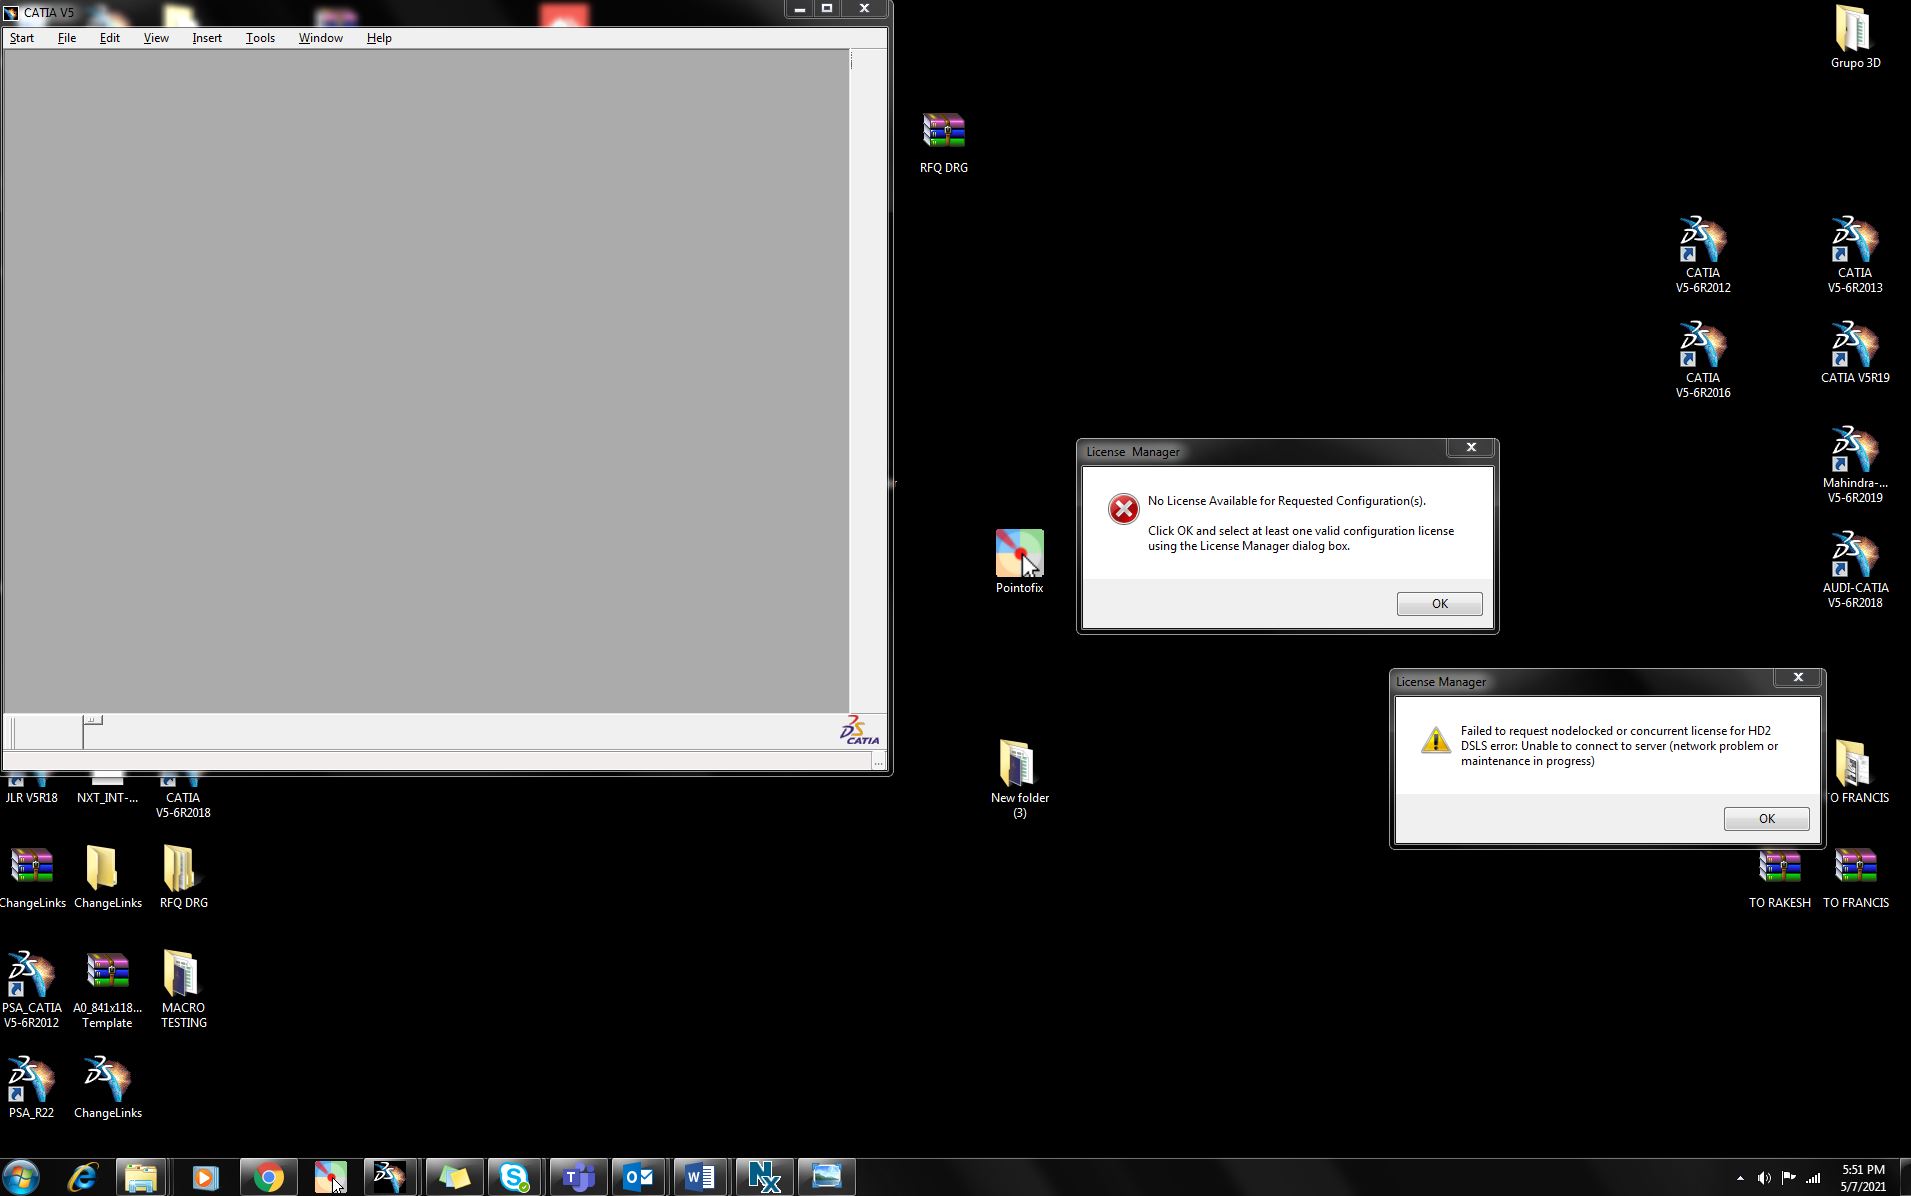 CATIA V5
Start File Edit View Insert Tools Window Help
CATIA
Grupo 3D
RFQ DRG
CATIA
V5-6R2012
CATIA
V5-6R2013
CATIA
V5-6R2016
CATIA V5R19
Mahindra-...
V5-6R2019
AUDI-CATIA
V5-6R2018
License Manager
No License Available for Requested Configuration(s).
Click OK and select at least one valid configuration license
using the License Manager dialog box.
OK
Pointofix
License Manager
Failed to request nodelocked or concurrent license for HD2
DSLS error: Unable to connect to server (network problem or
maintenance in progress)
OK
JLR V5R18
NXT_INT-...
CATIA
V5-6R2018
New folder
(3)
TO FRANCIS
ChangeLinks
ChangeLinks
RFQ DRG
TO RAKESH
TO FRANCIS
PSA_CATIA
V5-6R2012
A0_841x118...
Template
MACRO
TESTING
PSA_R22
ChangeLinks
5:51 PM
5/7/2021